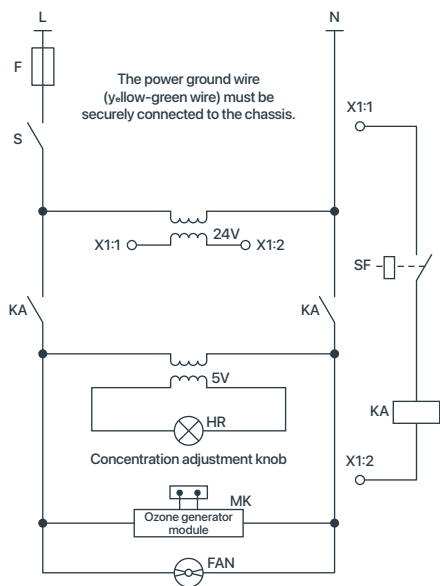 L
N
F
The power ground wire
(yellow-green wire) must be
securely connected to the chassis.
X1:1
S
24V
X1:1
X1:2
SF
KA
KA
5V
HR
KA
Concentration adjustment knob
X1:2
MK
Ozone generator
module
FAN